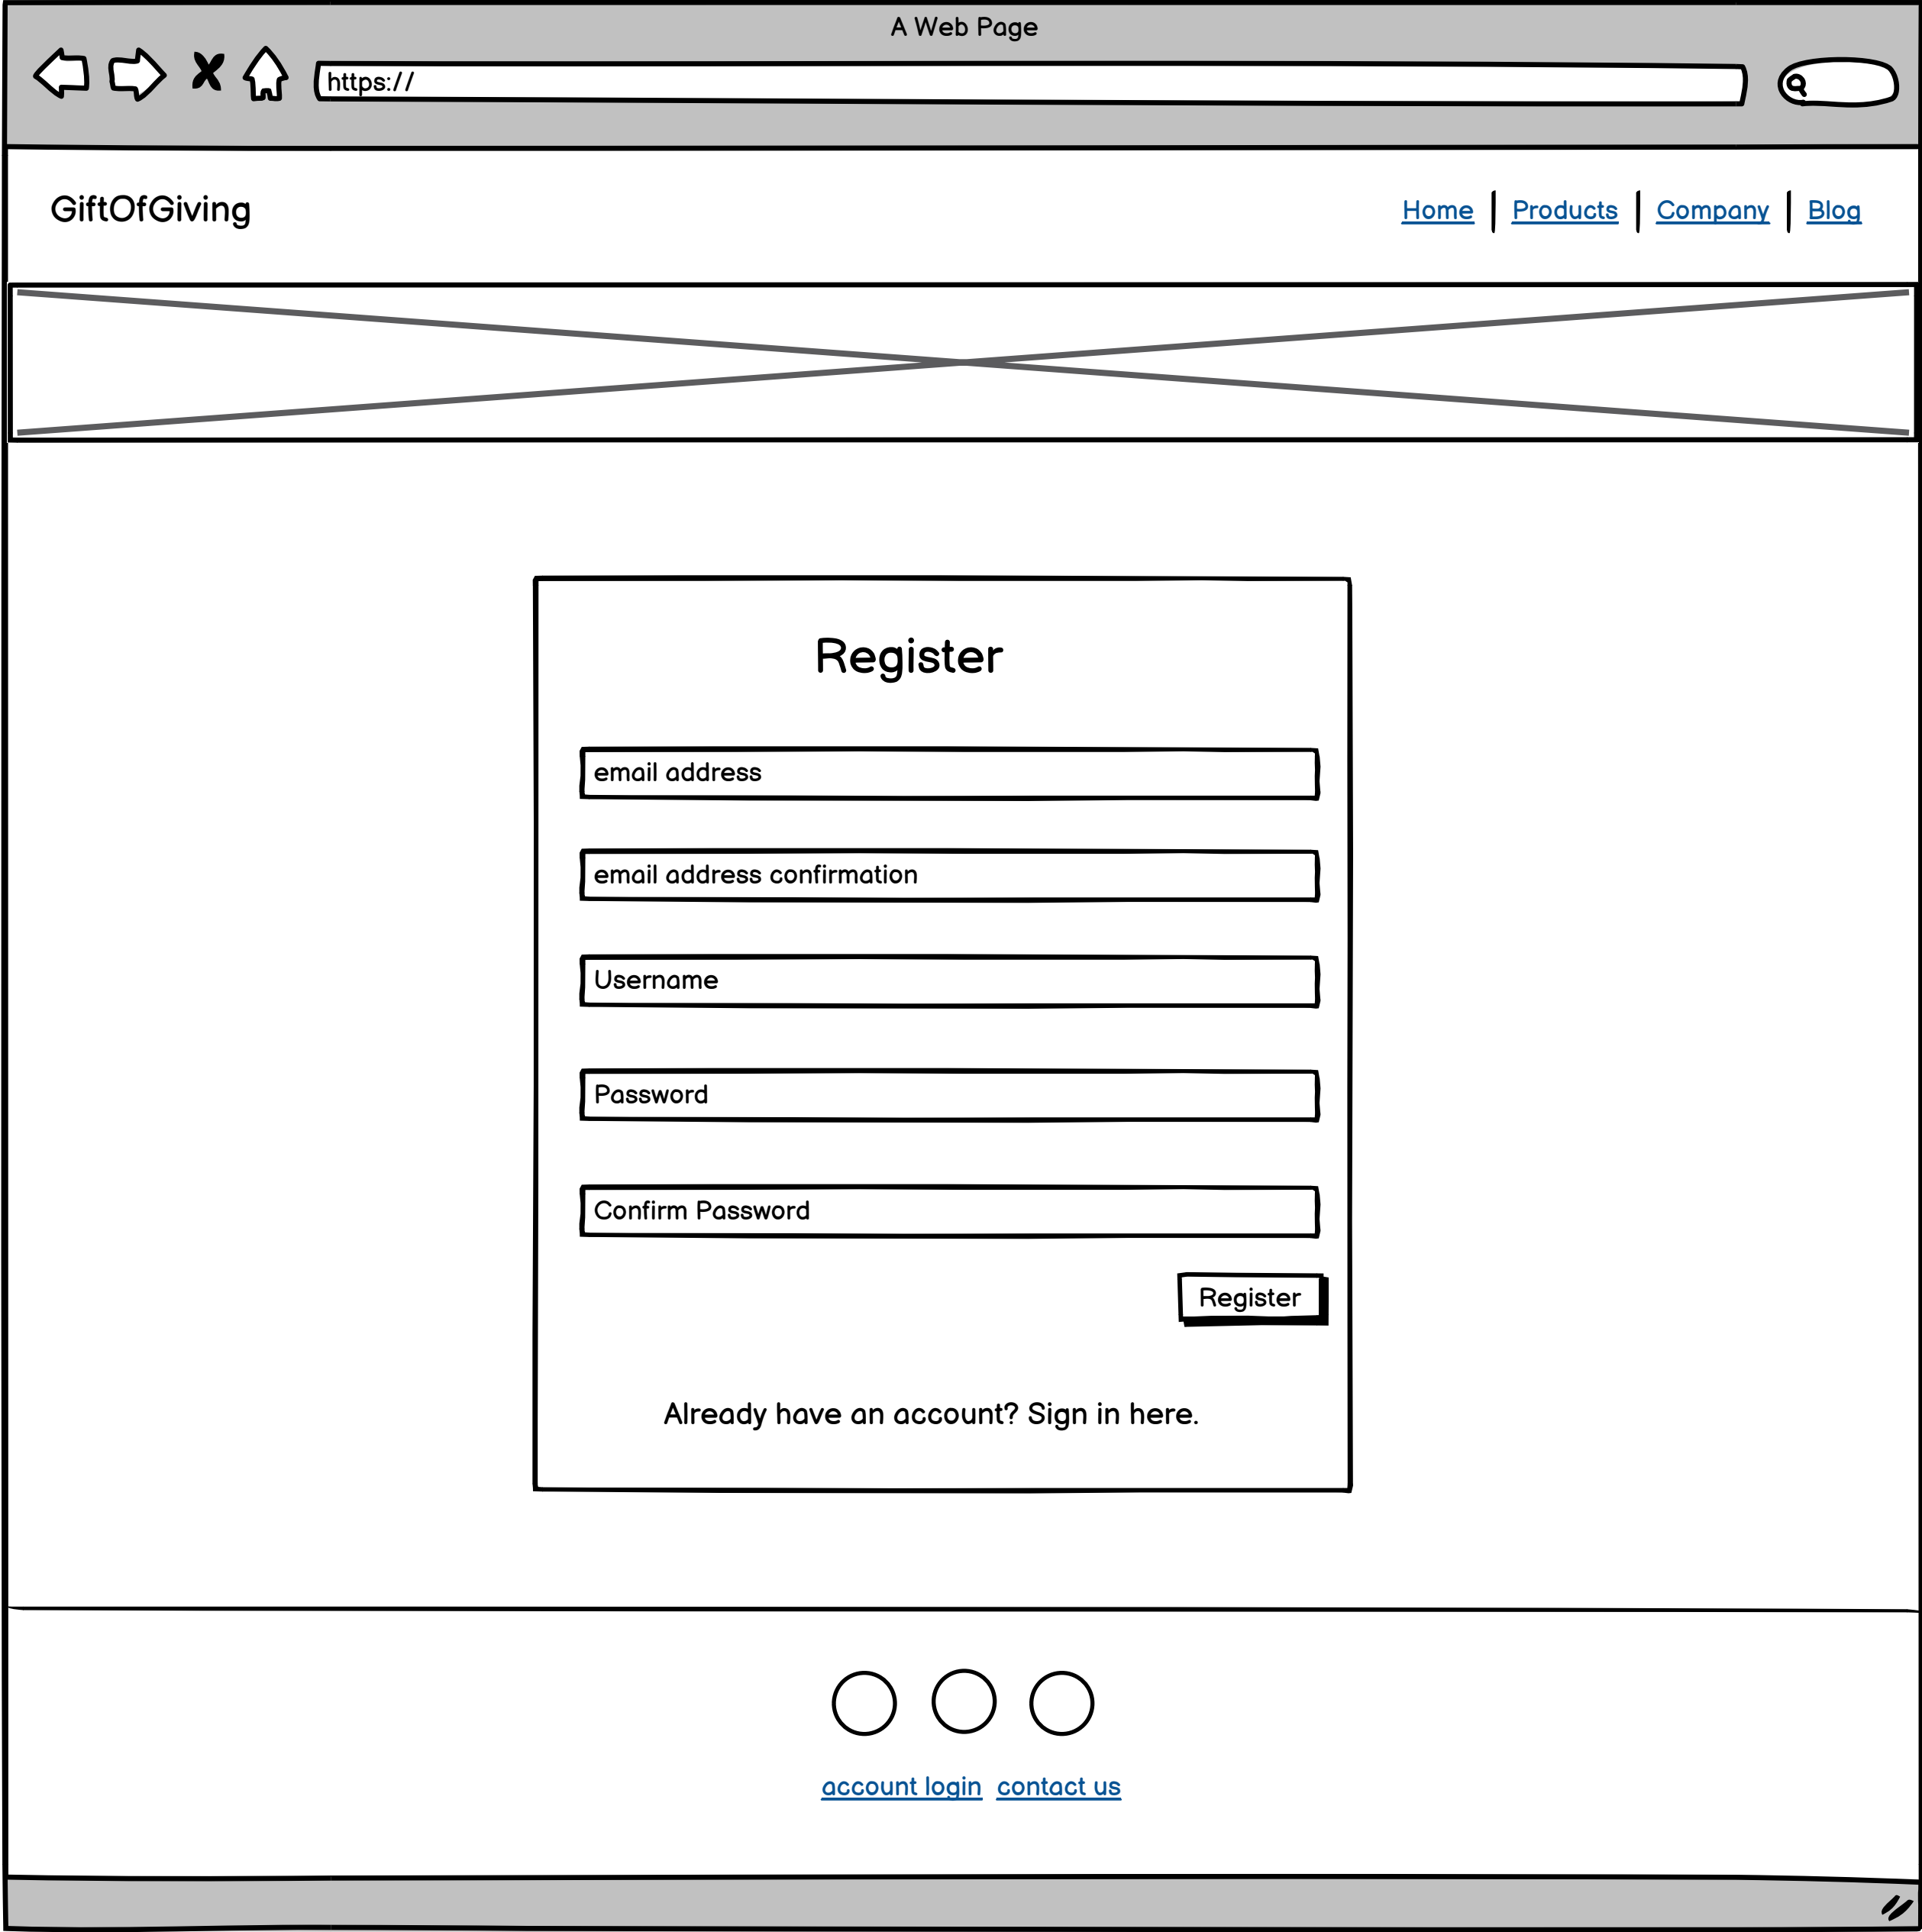 A Web Page
https://
GiftOfGiving
Home Products Company Blog
Register
email address
email address confirmation
Username
Password
Confirm Password
Register
Already have an account? Sign in here.
account login contact us